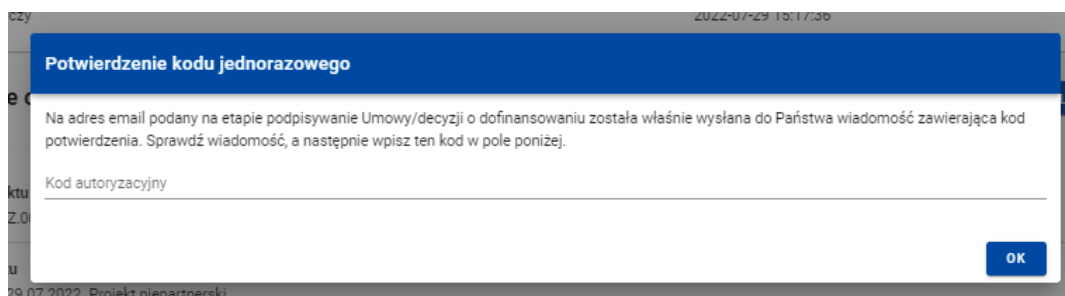 czy 2022-07-29 15:17:36
Potwierdzenie kodu jednorazowego
e
Na adres email podany na etapie podpisywanie Umowy/decyzji o dofinansowaniu została właśnie wysłana do Państwa wiadomość zawierająca kod
potwierdzenia. Sprawdź wiadomość, a następnie wpisz ten kod w pole poniżej.
Kod autoryzacyjny
ktu
Z.0
OK
u
29.07.2022 Projekt niepartnerski